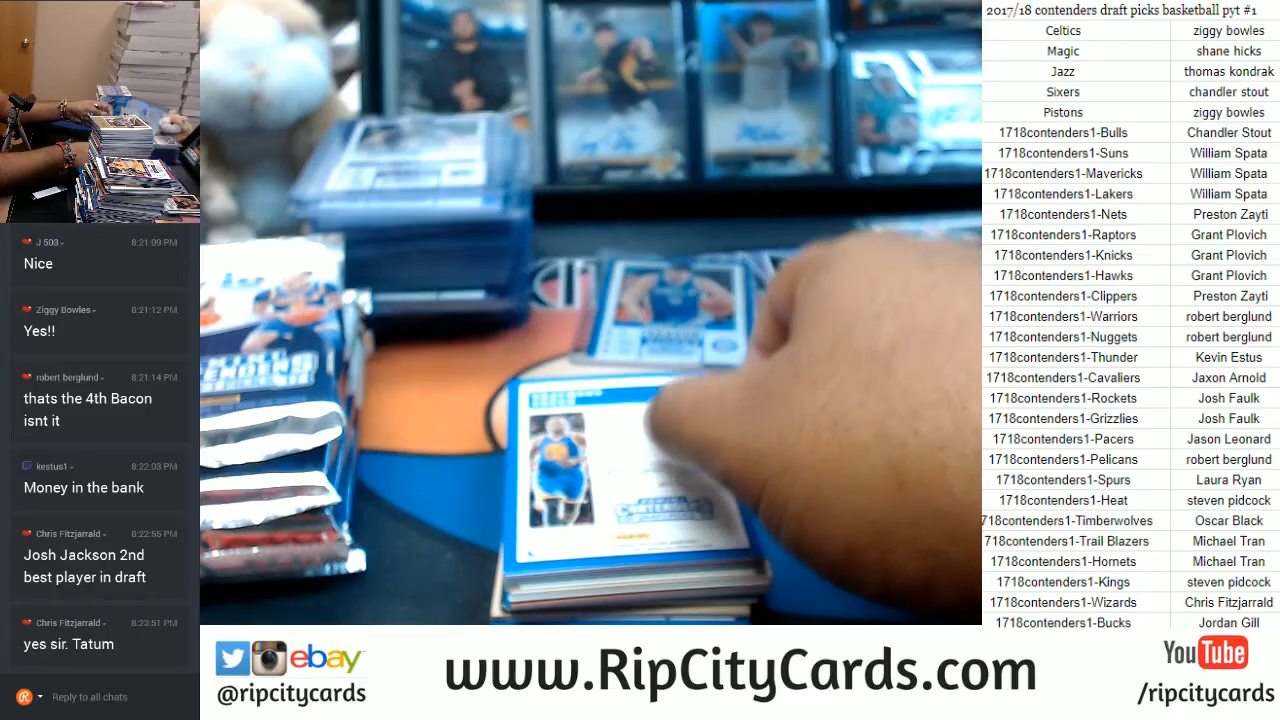 J 503
8:21:09 PM
Nice
Ziggy Bowles
8:21:12 PM
Yes!!
robert berglund
8:21:14 PM
thats the 4th Bacon
isnt it
kestus1
8:22:03 PM
Money in the bank
Chris Fitzjarrald
8:22:55 PM
Josh Jackson 2nd
best player in draft
Chris Fitzjarrald
8:23:51 PM
yes sir. Tatum
Reply to all chats
2017/18 contenders draft picks basketball pyt #1
Celtics ziggy bowles
Magic shane hicks
Jazz thomas kondrak
Sixers chandler stout
Pistons ziggy bowles
1718contenders1-Bulls Chandler Stout
1718contenders1-Suns William Spata
1718contenders1-Mavericks William Spata
1718contenders1-Lakers William Spata
1718contenders1-Nets Preston Zayti
1718contenders1-Raptors Grant Plovich
1718contenders1-Knicks Grant Plovich
1718contenders1-Hawks Grant Plovich
1718contenders1-Clippers Preston Zayti
1718contenders1-Warriors robert berglund
1718contenders1-Nuggets robert berglund
1718contenders1-Thunder Kevin Estus
1718contenders1-Cavaliers Jaxon Arnold
1718contenders1-Rockets Josh Faulk
1718contenders1-Grizzlies Josh Faulk
1718contenders1-Pacers Jason Leonard
1718contenders1-Pelicans robert berglund
1718contenders1-Spurs Laura Ryan
1718contenders1-Heat steven pidcock
718contenders1-Timberwolves Oscar Black
718contenders1-Trail Blazers Michael Tran
1718contenders1-Hornets Michael Tran
1718contenders1-Kings steven pidcock
1718contenders1-Wizards Chris Fitzjarrald
1718contenders1-Bucks Jordan Gill
PANINI
CONTENDERS
ebay
@ripcitycards
www.RipCityCards.com
YouTube
/ripcitycards